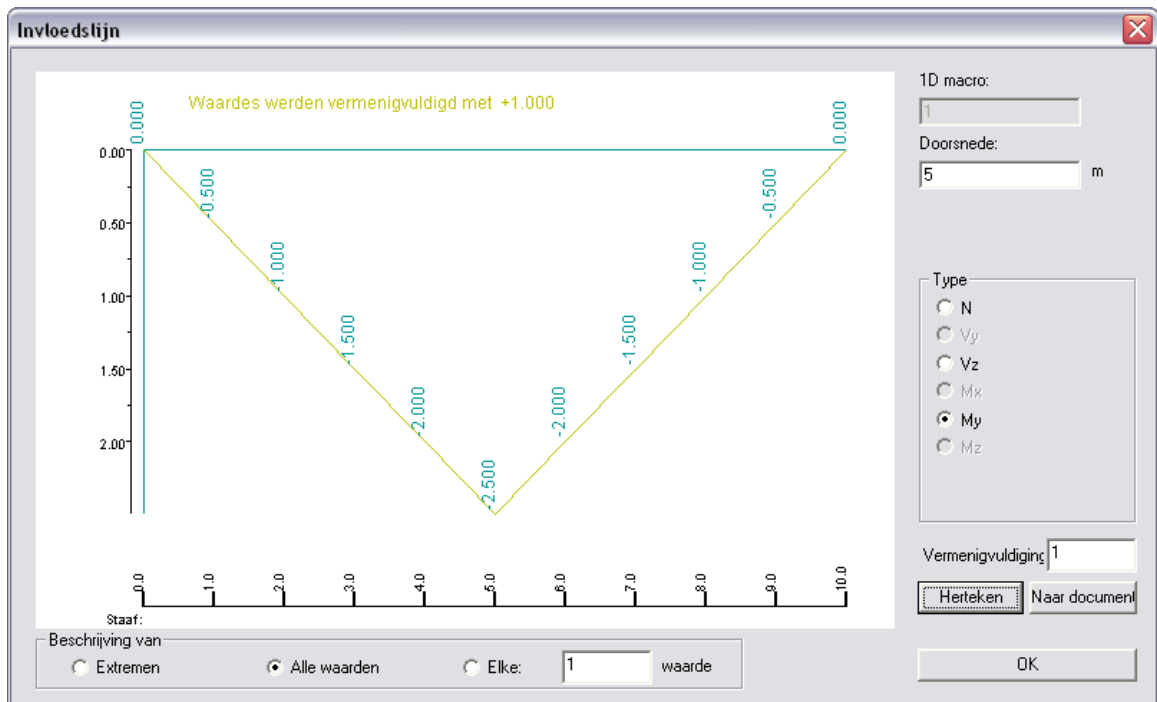 Invloedslijn
Waardes werden vermenigvuldigd met +1.000
0.000
0.000
0.00
-0.500
-0.500
0.50
-1.000
-1.000
1.00
-1.500
-1.500
1.50
-2.000
-2.000
2.00
-2.500
0.0
1.0
2.0
3.0
4.0
5.0
6.0
7.0
8.0
9.0
10.0
Staaf:
1D macro:
1
Doorsnede:
5 m
Type
N
Vy
Vz
Mx
My
Mz
Vermenigvuldiging 1
Herteken Naar document
Beschrijving van
Extremen Alle waarden Elke: 1 waarde
OK